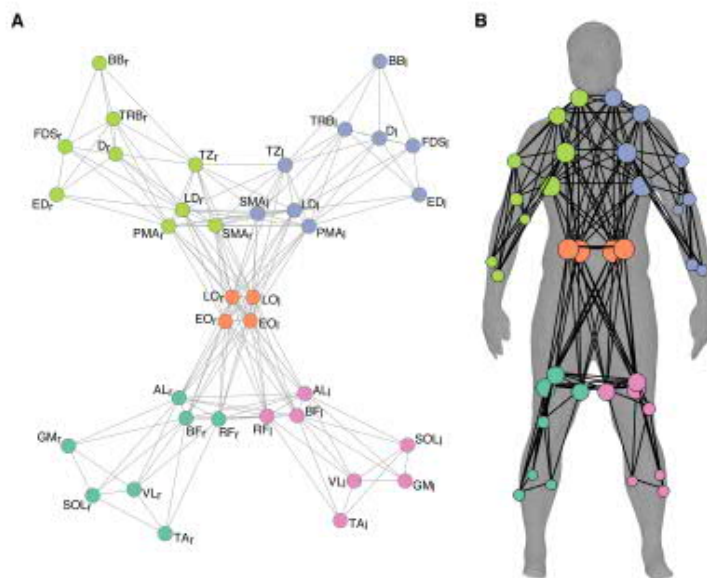 A
B
BBr
BBl
TRBr
TRBl
FDSr
Dr
Dl
FDSl
TZr
TZl
EDr
LDr
SMAl
LDl
EDl
PMAr
SMAr
PMAl
LOr
LOl
EOr
EOl
ALr
ALl
BFr
RFr
RFl
BFl
GMr
SOLl
SOLr
VLr
VLl
GMl
TAr
TAl